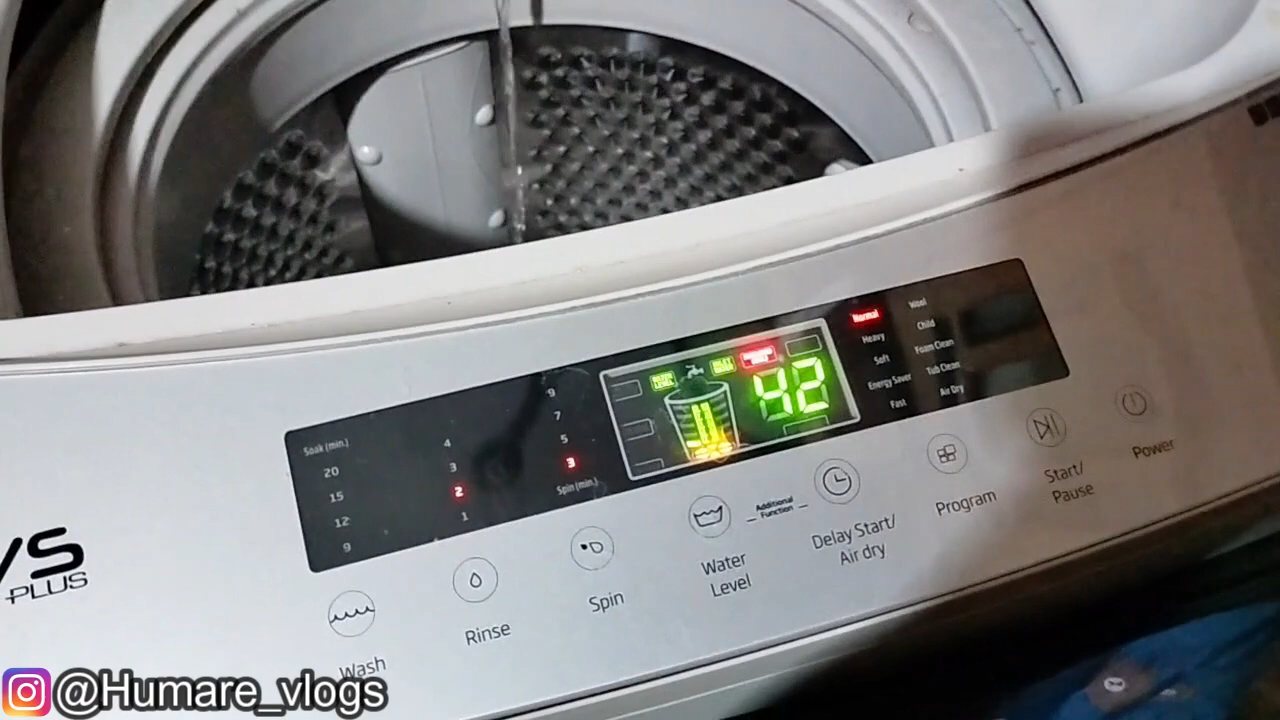 VS
PLUS
Soak (min.)
20
15
12
9
4
3
2
1
9
7
5
3
Spin (min.)
WATER LEVEL
42
Normal
Heavy
Soft
Energy Saver
Fast
Wool
Child
Foam Clean
Tub Clean
Air Dry
Wash
Rinse
Spin
Water
Level
Additional
Function
Delay Start/
Air dry
Program
Start/
Pause
Power
@Humare_vlogs